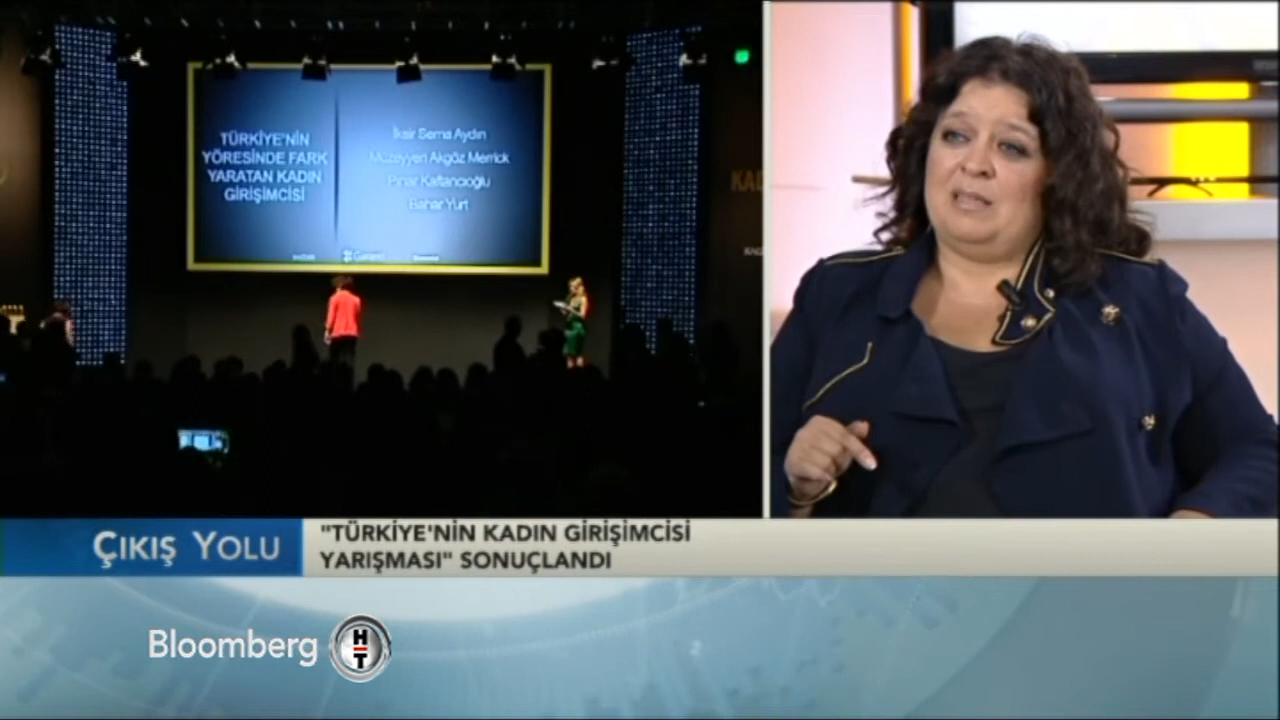 TÜRKİYE'NİN
YÖRESİNDE FARK
YARATAN KADIN
GİRİŞİMCİSİ
İksir Sema Aydın
Müzeyyen Akgöz Merrick
Pınar Kaftancıoğlu
Bahar Yurt
Garanti
KAD
ÇIKIŞ YOLU
"TÜRKİYE'NİN KADIN GİRİŞİMCİSİ
YARIŞMASI" SONUÇLANDI
Bloomberg HT